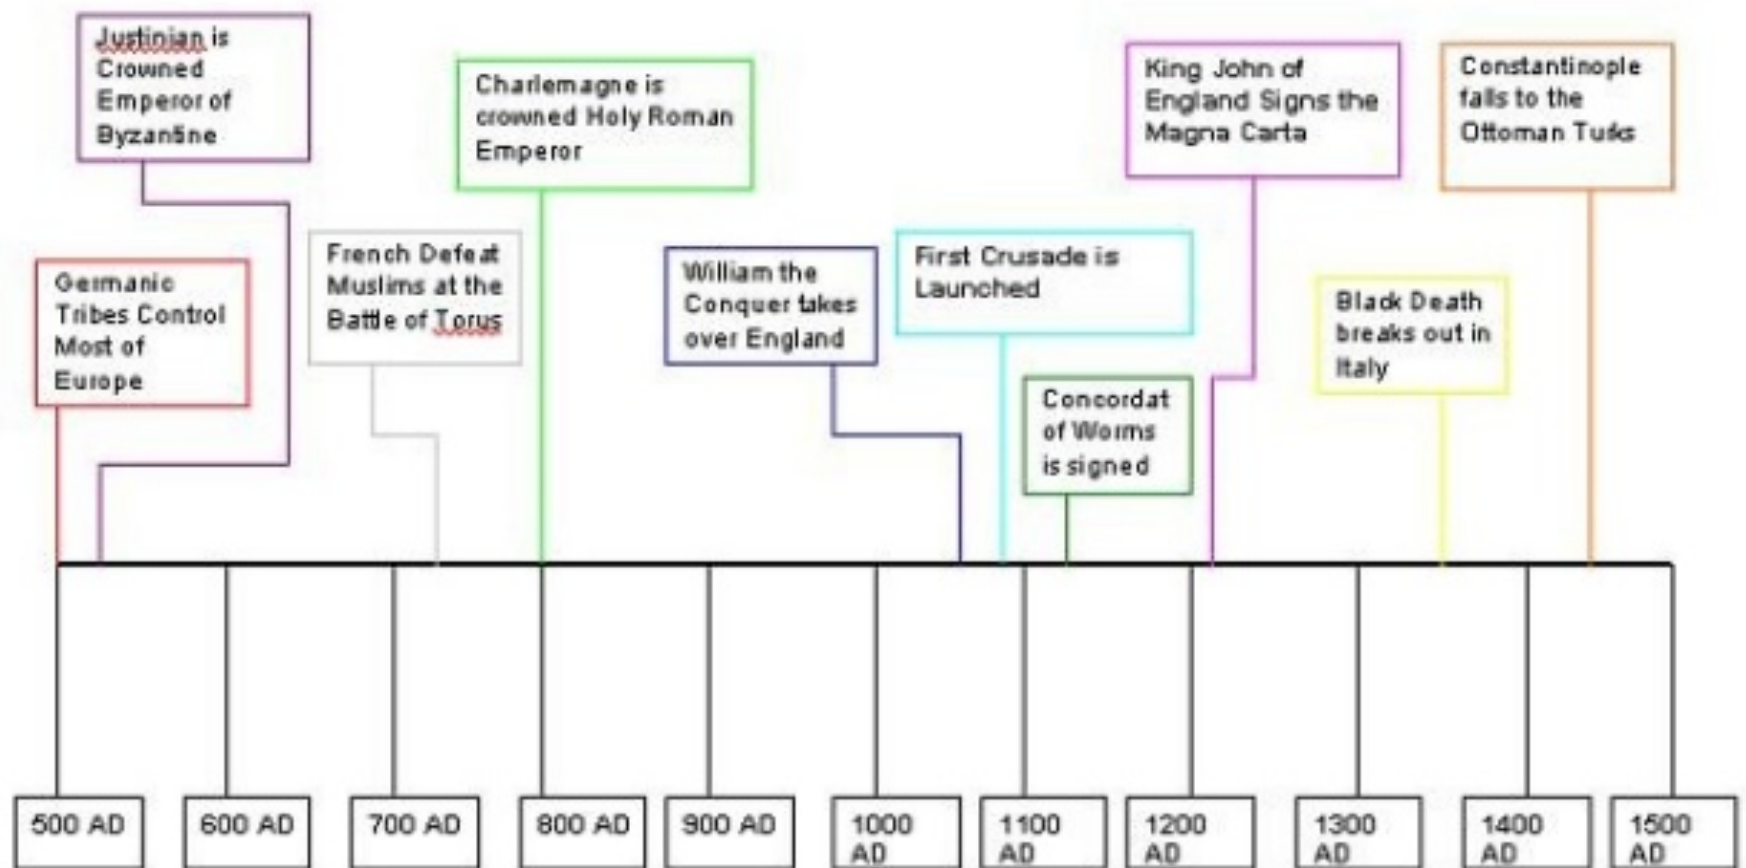 Justinian is
Crowned
Emperor of
Byzantine
Charlemagne is
crowned Holy Roman
Emperor
King John of
England Signs the
Magna Carta
Constantinople
falls to the
Ottoman Turks
Germanic
Tribes Control
Most of
Europe
French Defeat
Muslims at the
Battle of Torus
William the
Conquer takes
over England
First Crusade is
Launched
Concordat
of Worms
is signed
Black Death
breaks out in
Italy
500 AD
600 AD
700 AD
800 AD
900 AD
1000
AD
1100
AD
1200
AD
1300
AD
1400
AD
1500
AD